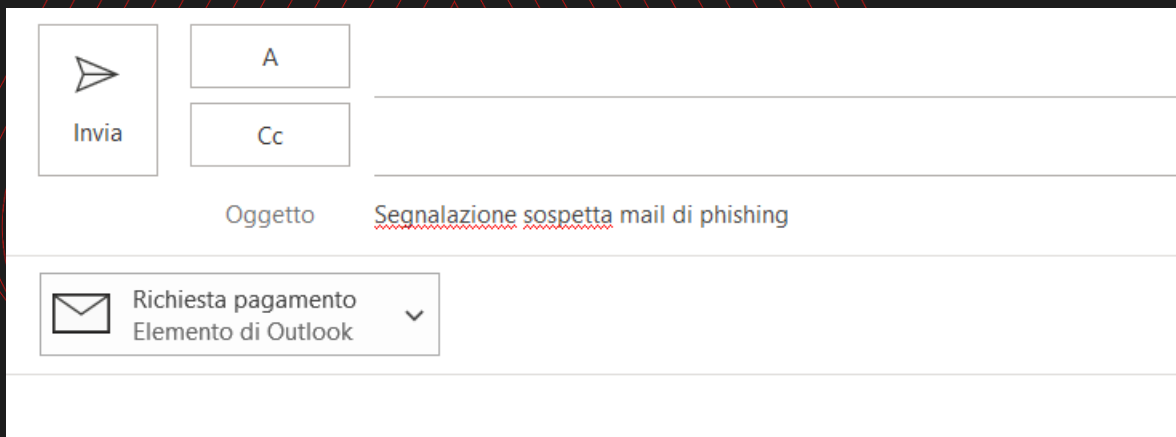 A
Invia
Cc
Oggetto
Segnalazione sospetta mail di phishing
Richiesta pagamento
Elemento di Outlook